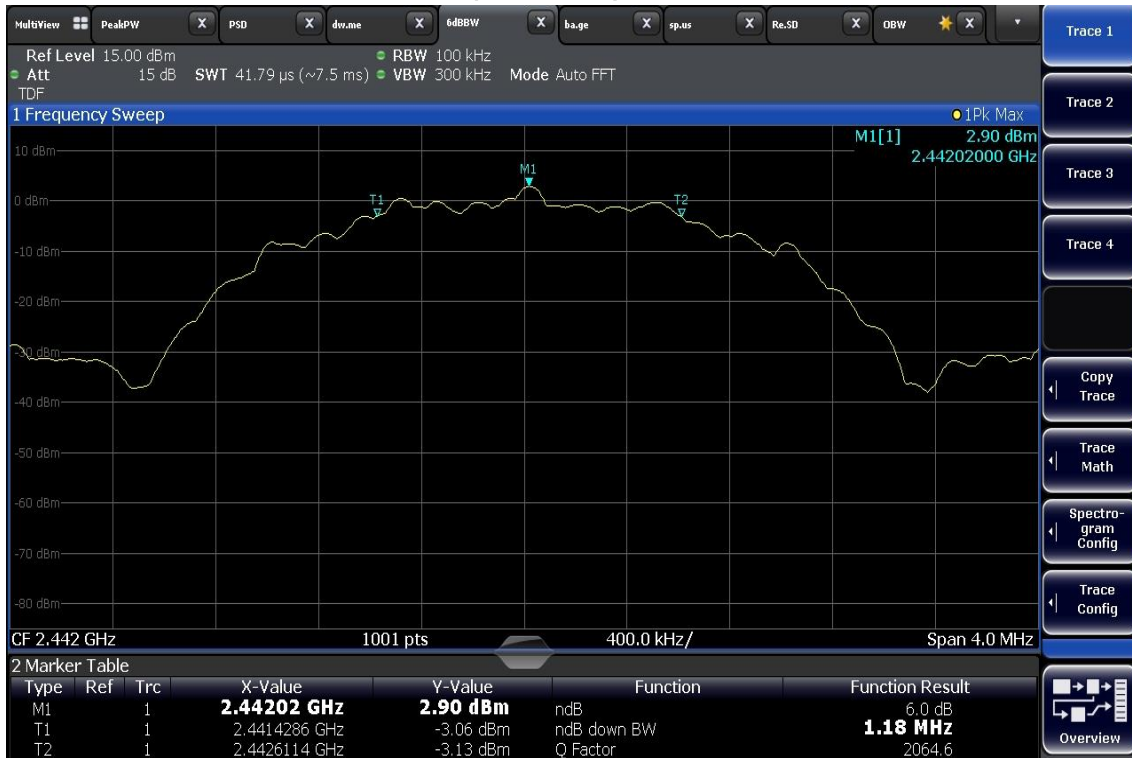 MultiView PeakPW X PSD X dw.me X 6dBBW X ba.ge X sp.us X Re.SD X OBW X
Trace 1
Ref Level 15.00 dBm RBW 100 kHz
Att 15 dB SWT 41.79 µs (~7.5 ms) VBW 300 kHz Mode Auto FFT
TDF
Trace 2
1 Frequency Sweep 1Pk Max
M1[1] 2.90 dBm
2.44202000 GHz
10 dBm
M1
Trace 3
0 dBm
T1
T2
-10 dBm
Trace 4
-20 dBm
-30 dBm
Copy
Trace
-40 dBm
-50 dBm
Trace
Math
-60 dBm
Spectro-
gram
Config
-70 dBm
-80 dBm
Trace
Config
CF 2.442 GHz 1001 pts 400.0 kHz/ Span 4.0 MHz
2 Marker Table
Type Ref Trc X-Value Y-Value Function Function Result
M1 1 2.44202 GHz 2.90 dBm ndB 6.0 dB
T1 1 2.4414286 GHz -3.06 dBm ndB down BW 1.18 MHz
T2 1 2.4426114 GHz -3.13 dBm Q Factor 2064.6
Overview